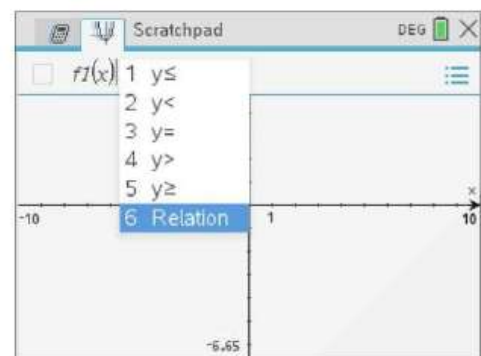 Scratchpad DEG
f1(x) 1 y≤
2 y<
3 y=
4 y>
5 y≥
6 Relation
x
-10 1 10
-6.65